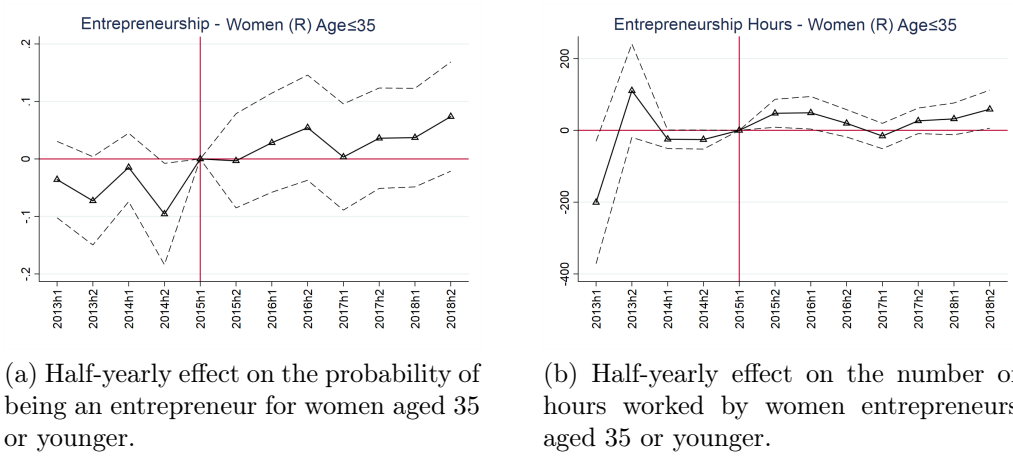 Entrepreneurship - Women (R) Age≤35
.2
.1
0
-.1
-.2
2013h1 2013h2 2014h1 2014h2 2015h1 2015h2 2016h1 2016h2 2017h1 2017h2 2018h1 2018h2
(a) Half-yearly effect on the probability of
being an entrepreneur for women aged 35
or younger.
Entrepreneurship Hours - Women (R) Age≤35
200
0
-200
-400
2013h1 2013h2 2014h1 2014h2 2015h1 2015h2 2016h1 2016h2 2017h1 2017h2 2018h1 2018h2
(b) Half-yearly effect on the number of
hours worked by women entrepreneurs
aged 35 or younger.